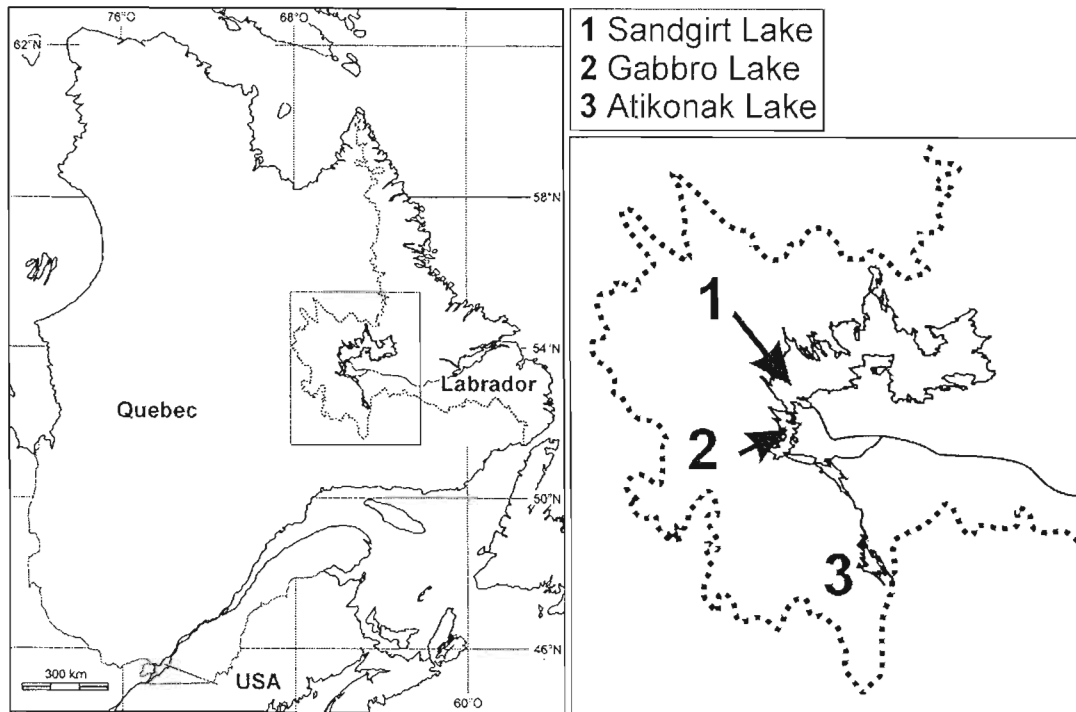 76°O
68°O
62°N
58°N
54°N
Labrador
Quebec
50°N
46°N
300 km
USA
60°O
1 Sandgirt Lake
2 Gabbro Lake
3 Atikonak Lake
1
2
3